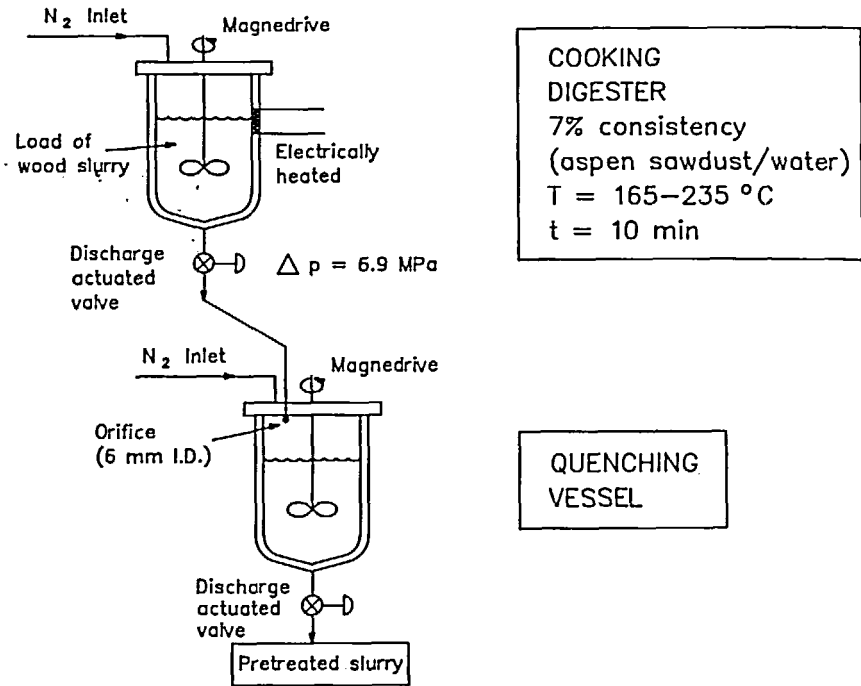 N2 Inlet
Magnedrive
Load of
wood slurry
Electrically
heated
Discharge
actuated
valve
△ p = 6.9 MPa
N2 Inlet
Magnedrive
Orifice
(6 mm I.D.)
Discharge
actuated
valve
Pretreated slurry
COOKING
DIGESTER
7% consistency
(aspen sawdust/water)
T = 165–235 °C
t = 10 min
QUENCHING
VESSEL